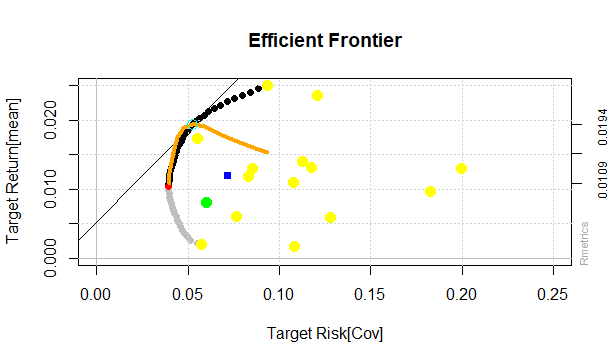 Efficient Frontier
Target Return[mean]
0.020
0.010
0.000
0.0194
0.0109
Rmetrics
0.00 0.05 0.10 0.15 0.20 0.25
Target Risk[Cov]